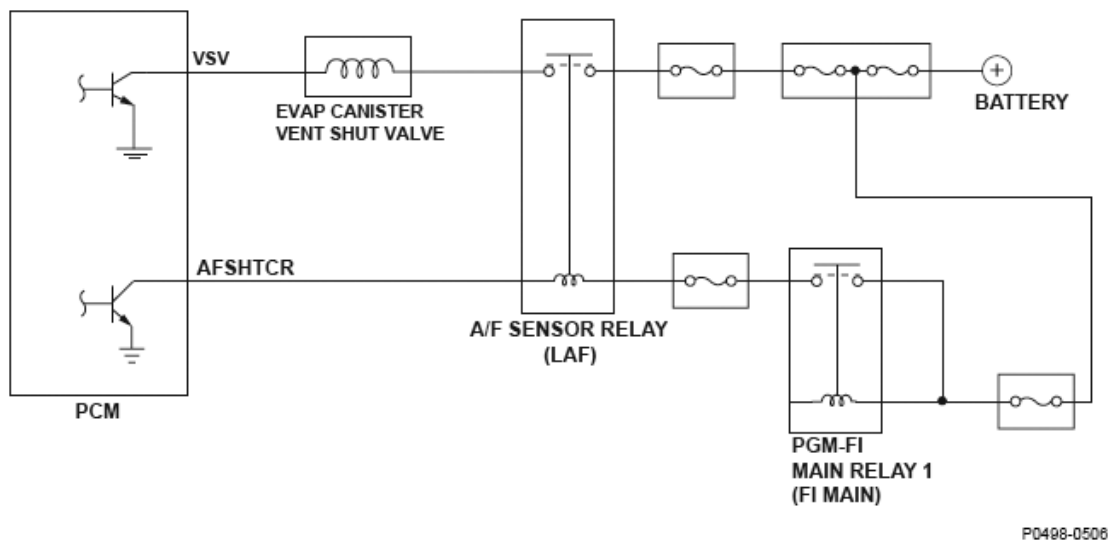 VSV
EVAP CANISTER
VENT SHUT VALVE
+
BATTERY
AFSHTCR
A/F SENSOR RELAY
(LAF)
PCM
PGM-FI
MAIN RELAY 1
(FI MAIN)
P0498-0506